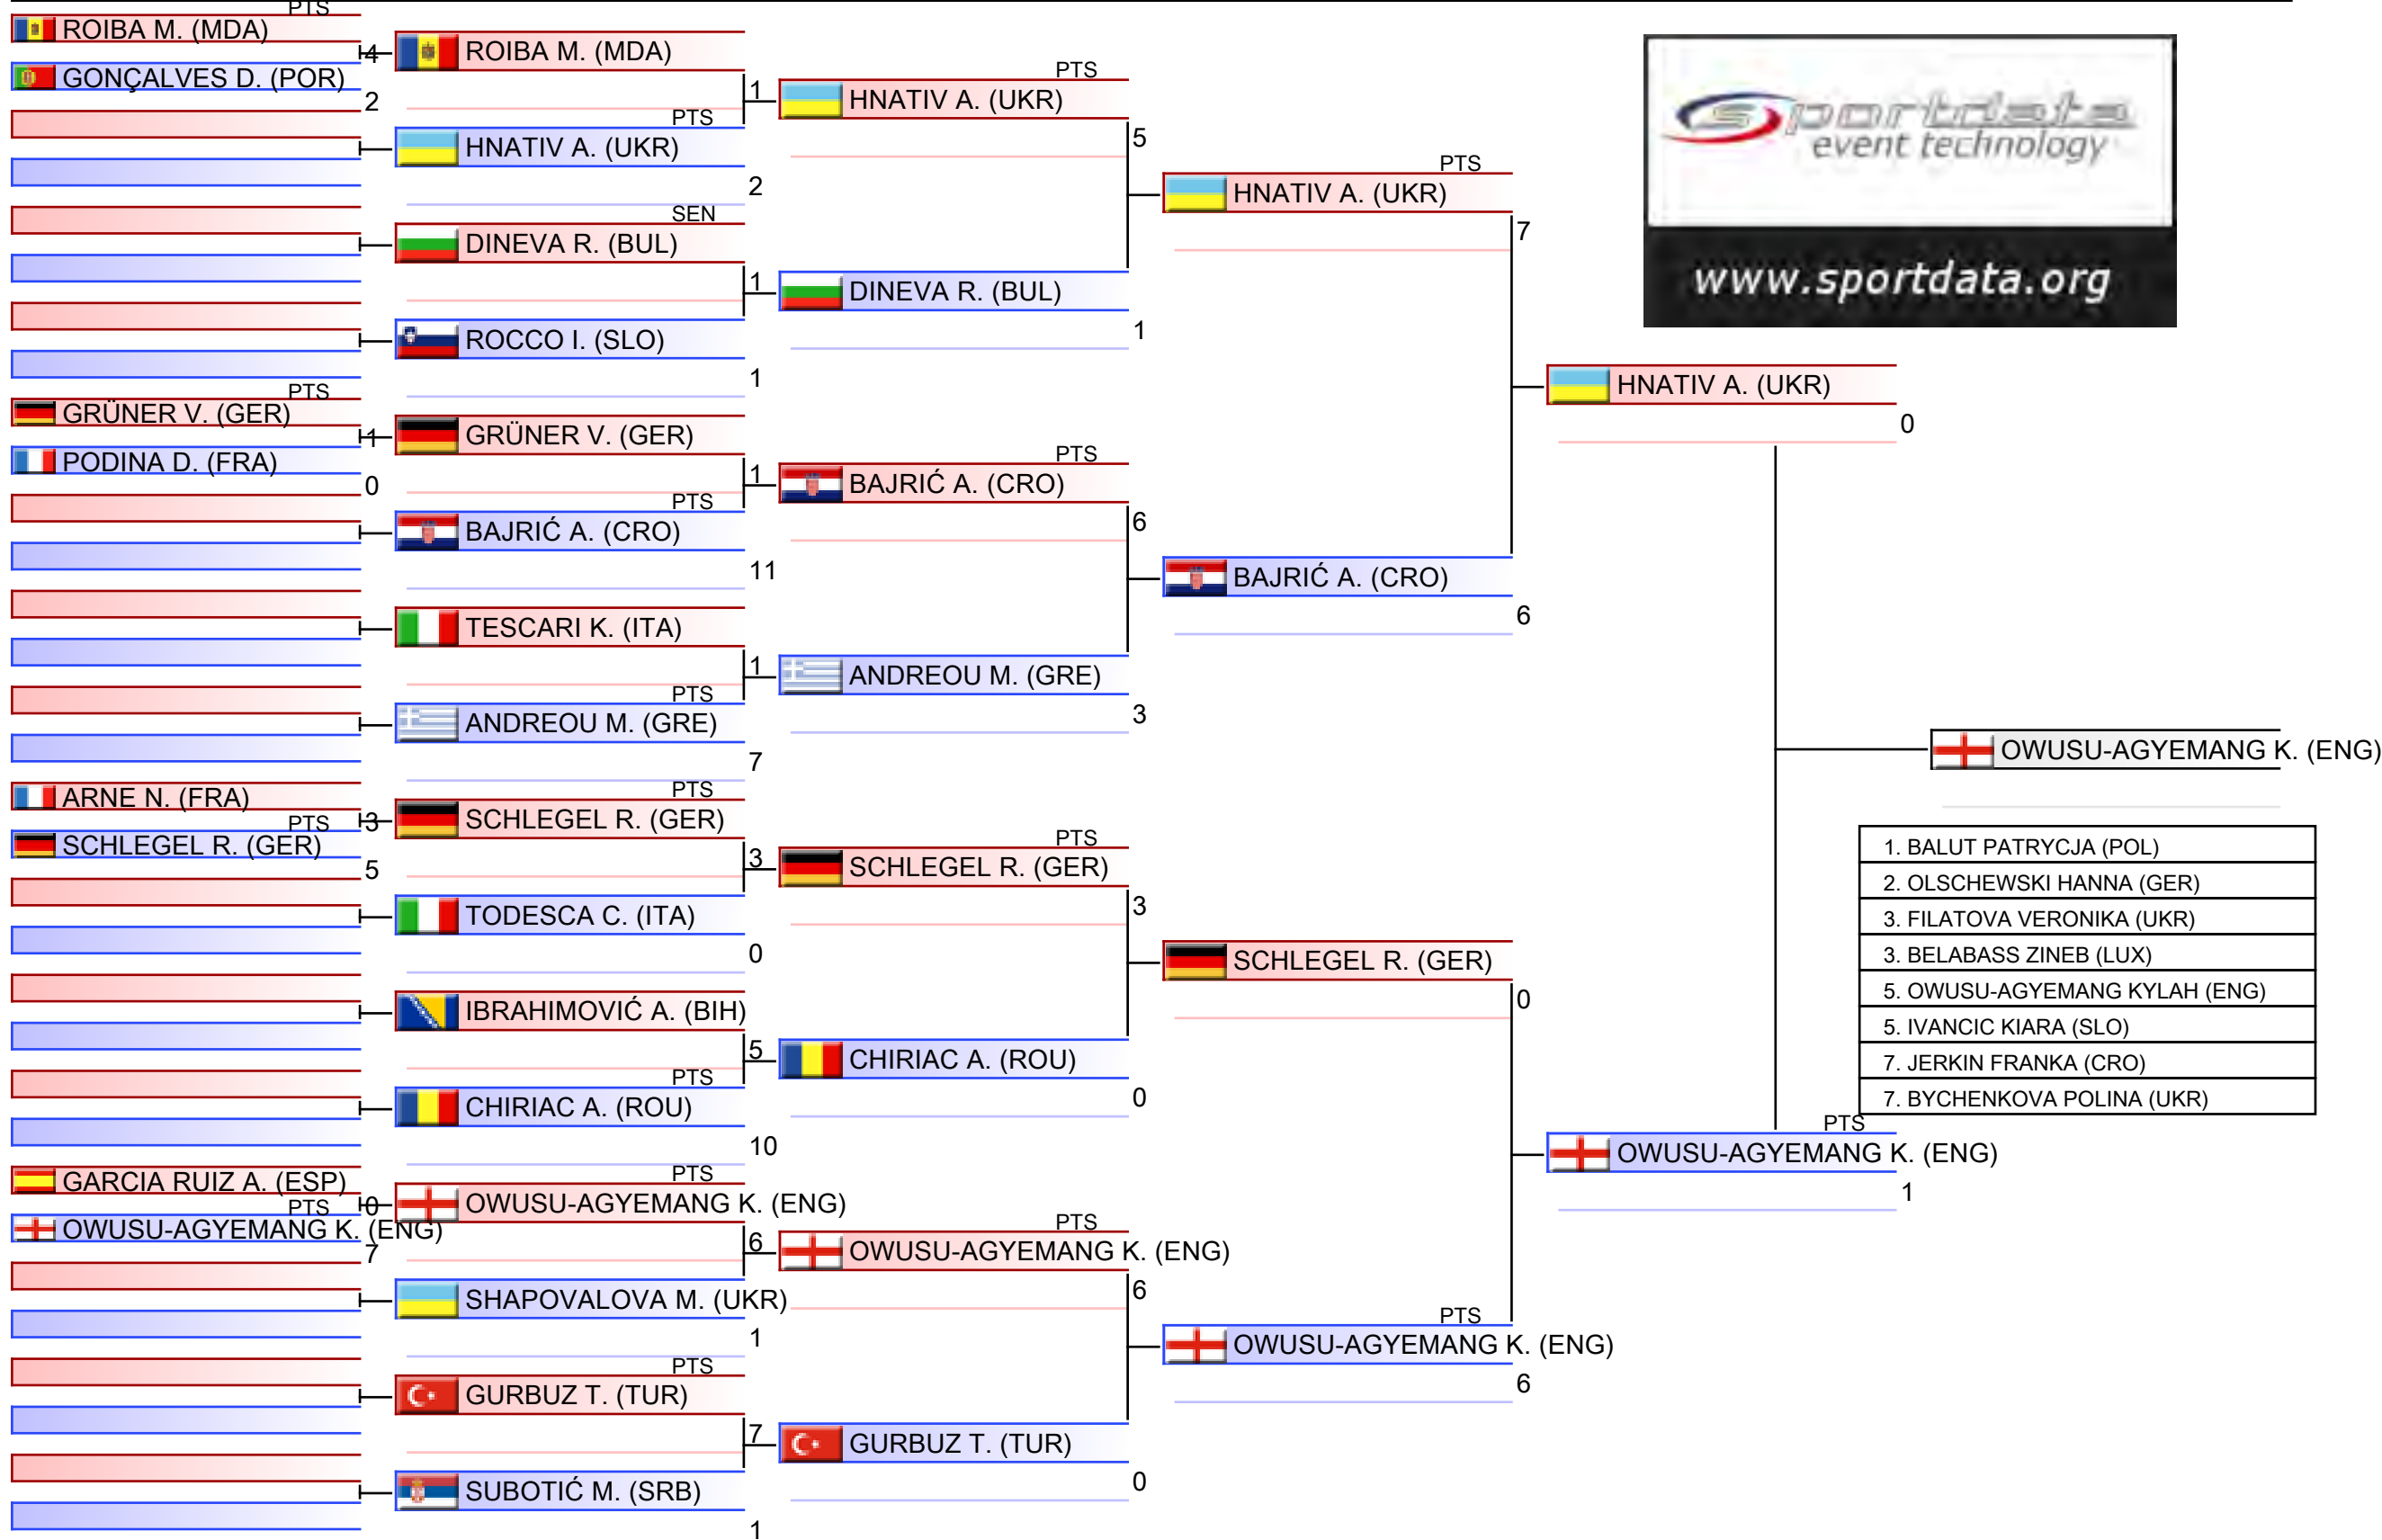 PTS
ROIBA M. (MDA)
4
GONÇALVES D. (POR)
2
PTS
GRÜNER V. (GER)
1
PODINA D. (FRA)
0
ARNE N. (FRA)
3
PTS
SCHLEGEL R. (GER)
5
GARCIA RUIZ A. (ESP)
0
PTS
OWUSU-AGYEMANG K. (ENG)
7
ROIBA M. (MDA)
1
PTS
HNATIV A. (UKR)
2
SEN
DINEVA R. (BUL)
1
ROCCO I. (SLO)
1
GRÜNER V. (GER)
1
PTS
BAJRIĆ A. (CRO)
11
TESCARI K. (ITA)
1
PTS
ANDREOU M. (GRE)
7
PTS
SCHLEGEL R. (GER)
3
TODESCA C. (ITA)
0
IBRAHIMOVIĆ A. (BIH)
5
PTS
CHIRIAC A. (ROU)
10
PTS
OWUSU-AGYEMANG K. (ENG)
6
SHAPOVALOVA M. (UKR)
1
PTS
GURBUZ T. (TUR)
7
SUBOTIĆ M. (SRB)
1
PTS
HNATIV A. (UKR)
5
DINEVA R. (BUL)
1
PTS
BAJRIĆ A. (CRO)
6
ANDREOU M. (GRE)
3
PTS
SCHLEGEL R. (GER)
3
CHIRIAC A. (ROU)
0
PTS
OWUSU-AGYEMANG K. (ENG)
6
GURBUZ T. (TUR)
0
PTS
HNATIV A. (UKR)
7
BAJRIĆ A. (CRO)
6
SCHLEGEL R. (GER)
0
PTS
OWUSU-AGYEMANG K. (ENG)
6
HNATIV A. (UKR)
0
PTS
OWUSU-AGYEMANG K. (ENG)
1
OWUSU-AGYEMANG K. (ENG)
sportdata
event technology
www.sportdata.org
1. BALUT PATRYCJA (POL)
2. OLSCHEWSKI HANNA (GER)
3. FILATOVA VERONIKA (UKR)
3. BELABASS ZINEB (LUX)
5. OWUSU-AGYEMANG KYLAH (ENG)
5. IVANCIC KIARA (SLO)
7. JERKIN FRANKA (CRO)
7. BYCHENKOVA POLINA (UKR)